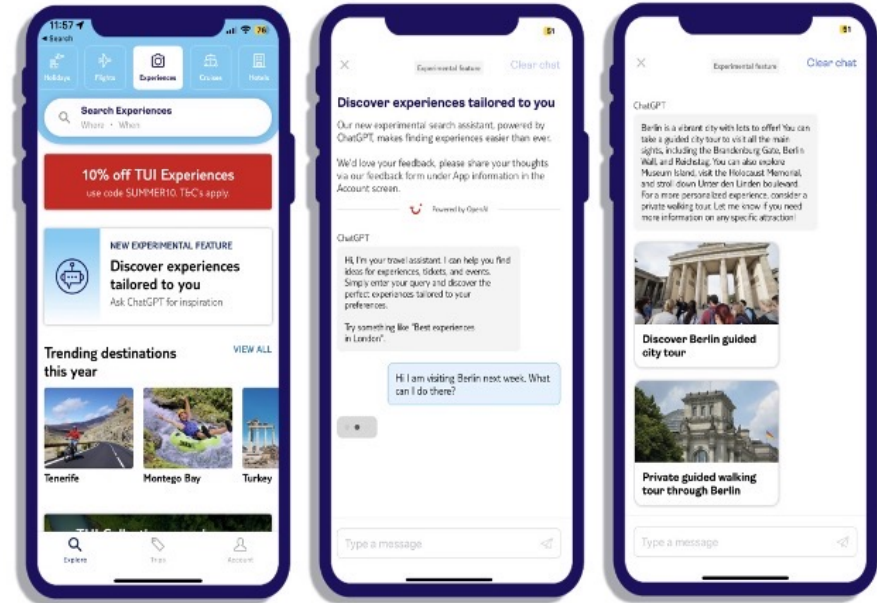 11:57
76
Search
Holidays
Flights
Experiences
Cruises
Hotels
Search Experiences
Where • When
10% off TUI Experiences
use code SUMMER10. T&C's apply.
NEW EXPERIMENTAL FEATURE
Discover experiences
tailored to you
Ask ChatGPT for inspiration
Trending destinations
this year
VIEW ALL
Tenerife
Montego Bay
Turkey
Explore
Trips
Account
51
Experimental feature
Clear chat
Discover experiences tailored to you
Our new experimental search assistant, powered by
ChatGPT, makes finding experiences easier than ever.
We'd love your feedback, please share your thoughts
via our feedback form under App information in the
Account screen.
Powered by OpenAI
ChatGPT
Hi, I'm your travel assistant. I can help you find
ideas for experiences, tickets, and events.
Simply enter your query and discover the
perfect experiences tailored to your
preferences.
Try something like "Best experiences
in London".
Hi I am visiting Berlin next week. What
can I do there?
Type a message
51
Experimental feature
Clear chat
ChatGPT
Berlin is a vibrant city with lots to offer! You can
take a guided city tour to visit all the main
sights, including the Brandenburg Gate, Berlin
Wall, and Reichstag. You can also explore
Museum Island, visit the Holocaust Memorial,
and stroll down Unter den Linden boulevard.
For a more personalized experience, consider a
private walking tour. Let me know if you need
more information on any specific attraction!
Discover Berlin guided
city tour
Private guided walking
tour through Berlin
Type a message